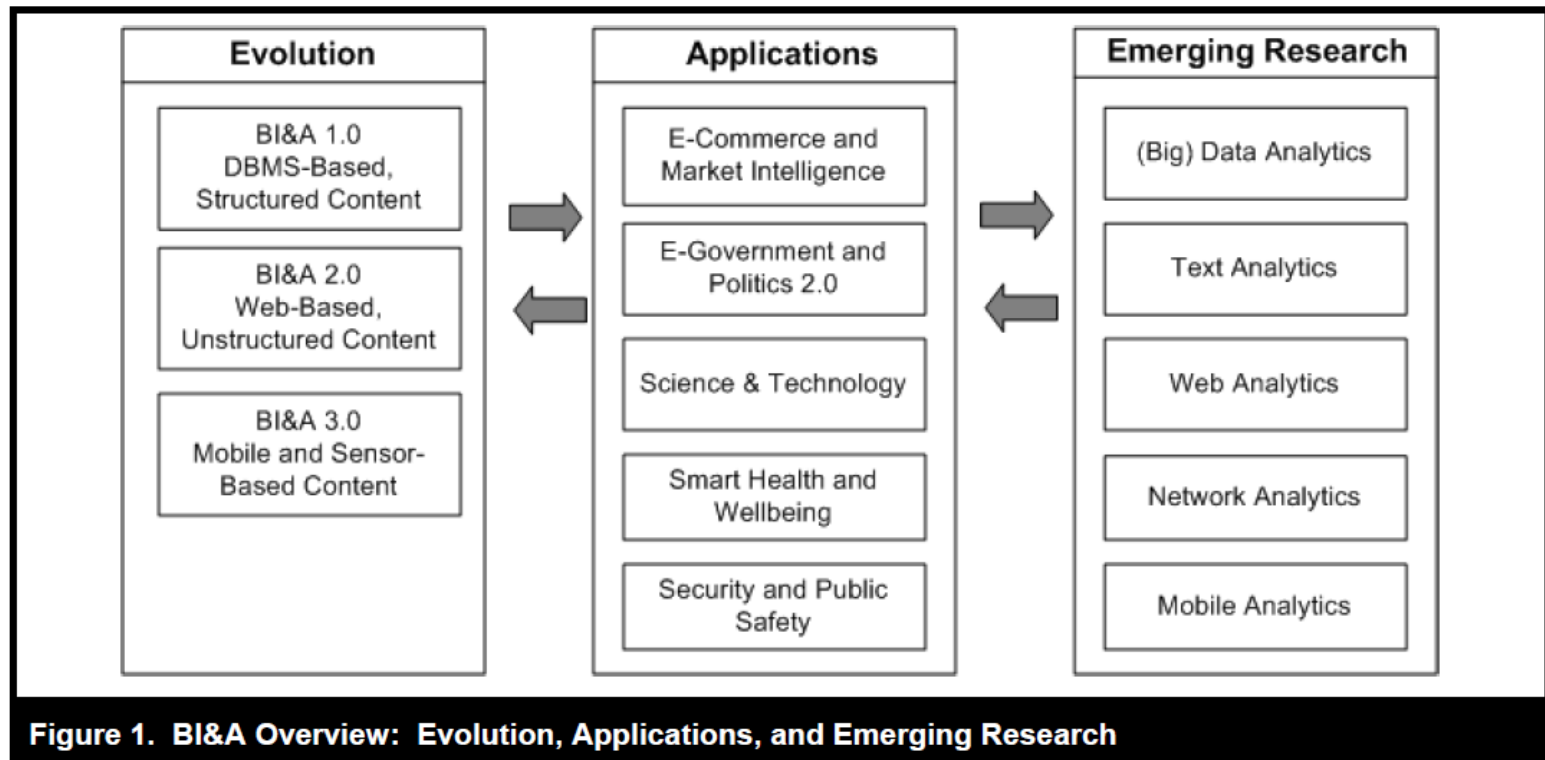 Evolution
BI&A 1.0
DBMS-Based,
Structured Content
BI&A 2.0
Web-Based,
Unstructured Content
BI&A 3.0
Mobile and Sensor-
Based Content
Applications
E-Commerce and
Market Intelligence
E-Government and
Politics 2.0
Science & Technology
Smart Health and
Wellbeing
Security and Public
Safety
Emerging Research
(Big) Data Analytics
Text Analytics
Web Analytics
Network Analytics
Mobile Analytics
Figure 1. BI&A Overview: Evolution, Applications, and Emerging Research